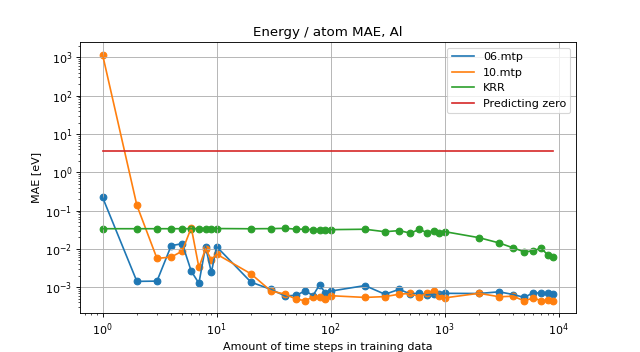 Energy / atom MAE, Al
MAE [eV]
10³
10²
10¹
10⁰
10⁻¹
10⁻²
10⁻³
06.mtp
10.mtp
KRR
Predicting zero
10⁰ 10¹ 10² 10³ 10⁴
Amount of time steps in training data